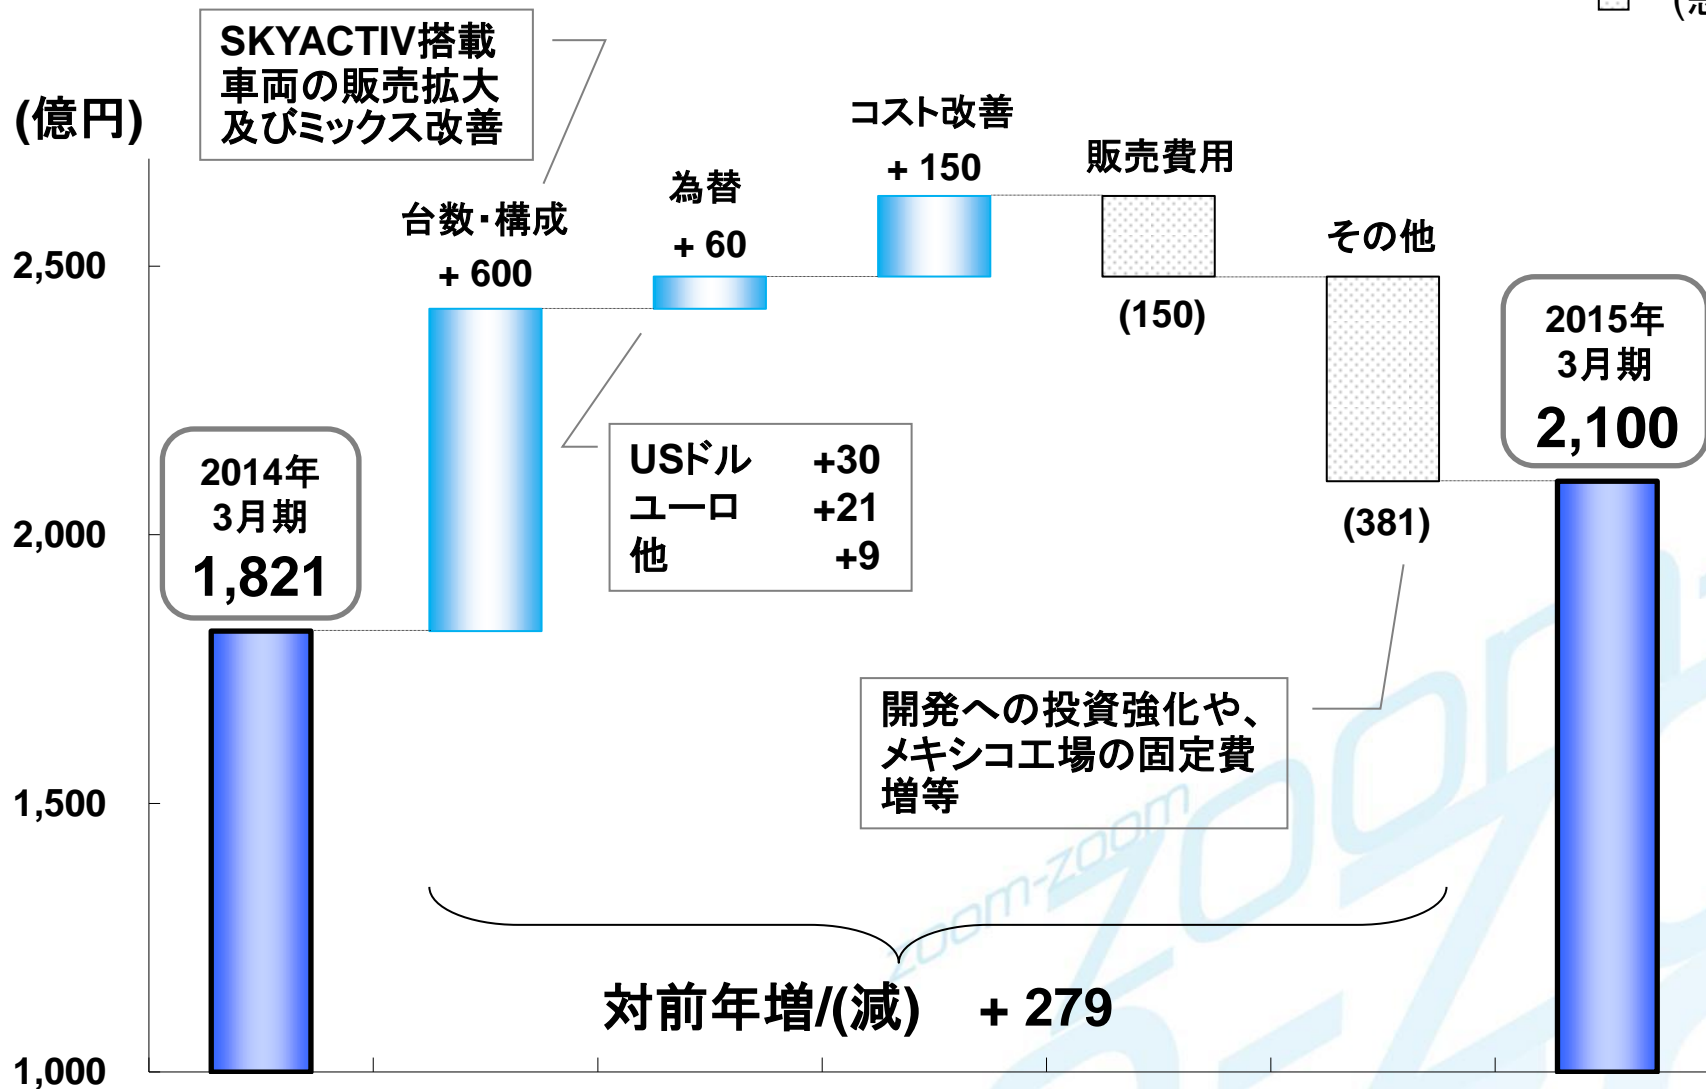 SKYACTIV搭載
車両の販売拡大
及びミックス改善
(億円)
コスト改善
+ 150
販売費用
為替
+ 60
台数・構成
+ 600
その他
2,500
(150)
2015年
3月期
2,100
USドル +30
ユーロ +21
他 +9
2014年
3月期
1,821
2,000
(381)
開発への投資強化や、
メキシコ工場の固定費
増等
1,500
zoom-zoom
対前年増/(減) + 279
1,000